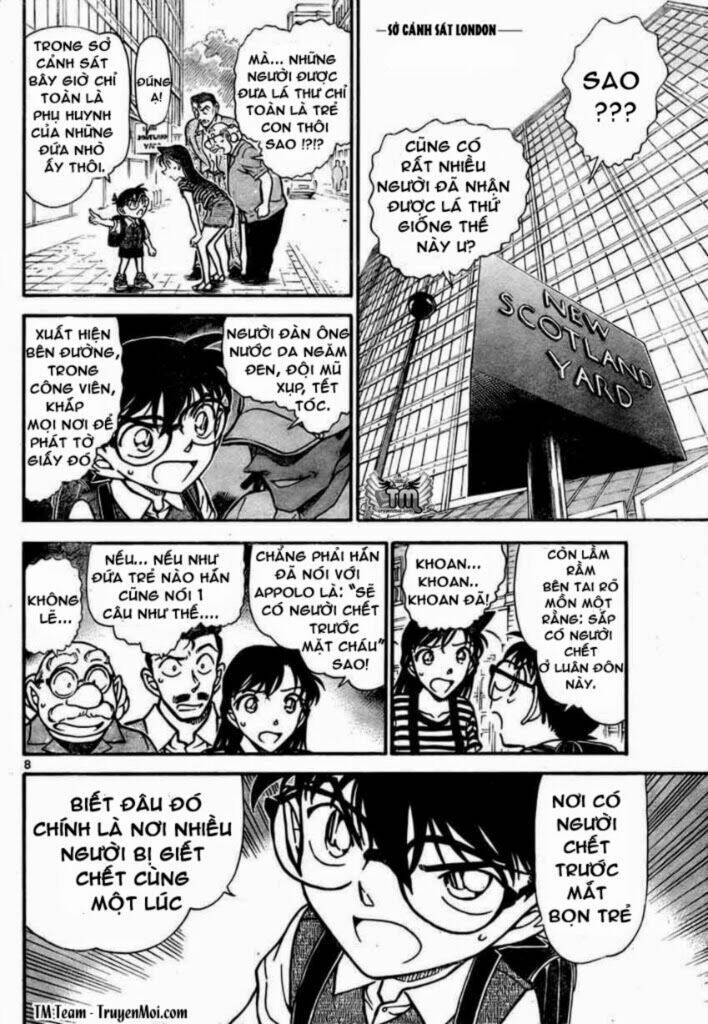 —SỞ CẢNH SÁT LONDON—
SAO
???
CŨNG CÓ
RẤT NHIỀU
NGƯỜI ĐÃ NHẬN
ĐƯỢC LÁ THƯ
GIỐNG THẾ
NÀY Ư?
NEW
SCOTLAND
YARD
MÀ... NHỮNG
NGƯỜI ĐƯỢC
ĐƯA LÁ THƯ CHỈ
TOÀN LÀ TRẺ
CON THÔI
SAO !?!?
ĐÚNG
Ạ!
TRONG SỞ
CẢNH SÁT
BÂY GIỜ CHỈ
TOÀN LÀ
PHỤ HUYNH
CỦA NHỮNG
ĐỨA NHỎ
ẤY THÔI.
NEW
SCOTLAND
YARD
NGƯỜI ĐÀN ÔNG
NƯỚC DA NGĂM
ĐEN, ĐỘI MŨ
XỤP, TẾT
TÓC.
XUẤT HIỆN
BÊN ĐƯỜNG,
TRONG
CÔNG VIÊN,
KHẮP
MỌI NƠI ĐỂ
PHÁT TỜ
GIẤY ĐÓ
TM
CÒN LẦM
RẦM
BÊN TAI RÕ
MỒN MỘT
RẰNG: SẮP
CÓ NGƯỜI
CHẾT
Ở LUÂN ĐÔN
NÀY.
KHOAN...
KHOAN..
KHOAN ĐÃ!
CHẲNG PHẢI HẮN
ĐÃ NÓI VỚI
APPOLO LÀ: “SẼ
CÓ NGƯỜI CHẾT
TRƯỚC
MẶT CHÁU”
SAO!
NẾU... NẾU NHƯ
ĐỨA TRẺ NÀO HẮN
CŨNG NÓI 1
CÂU NHƯ THẾ....
KHÔNG
LẼ...
8
NƠI CÓ
NGƯỜI
CHẾT
TRƯỚC
MẮT
BỌN TRẺ
BIẾT ĐÂU ĐÓ
CHÍNH LÀ NƠI NHIỀU
NGƯỜI BỊ GIẾT
CHẾT CÙNG
MỘT LÚC
TM-Team - TruyenMoi.com